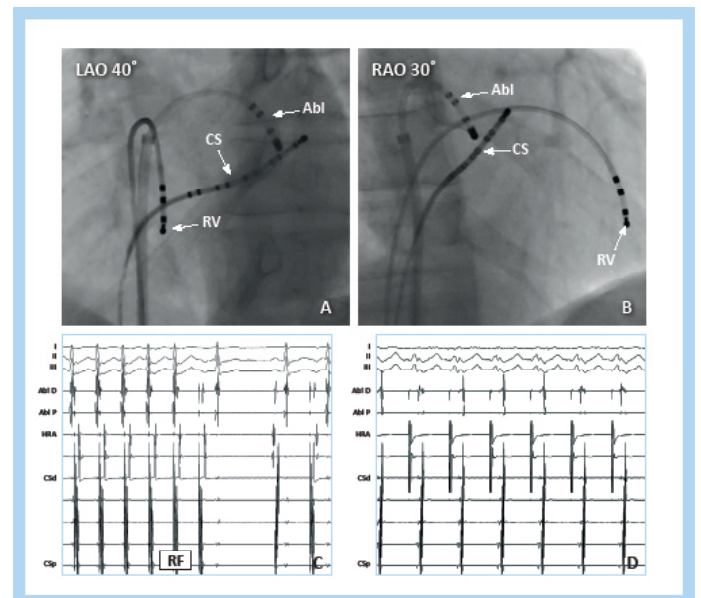 LAO 40°
Abl
CS
RV
A
RAO 30°
Abl
CS
RV
B
I
II
III
Abl D
Abl P
HRA
CSd
CSp
RF
C
I
II
III
Abl D
Abl P
HRA
CSd
CSp
D